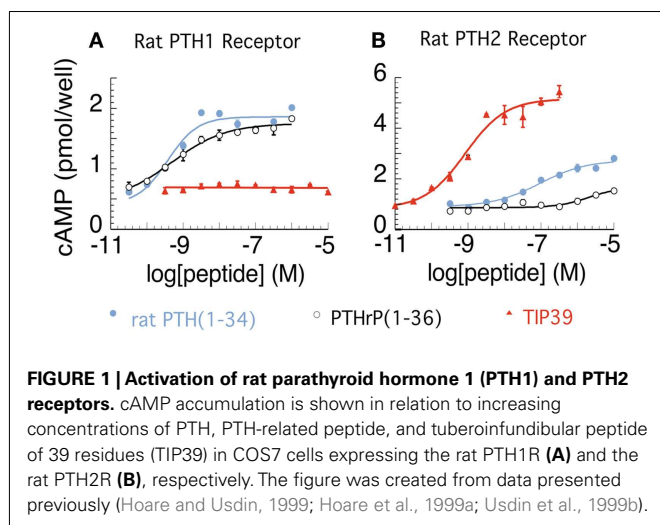 A Rat PTH1 Receptor
B Rat PTH2 Receptor
cAMP (pmol/well)
2
1
0
-11 -9 -7 -5
log[peptide] (M)
6
4
2
0
-11 -9 -7 -5
log[peptide] (M)
rat PTH(1-34) PTHrP(1-36) TIP39
FIGURE 1 | Activation of rat parathyroid hormone 1 (PTH1) and PTH2
receptors. cAMP accumulation is shown in relation to increasing
concentrations of PTH, PTH-related peptide, and tuberoinfundibular peptide
of 39 residues (TIP39) in COS7 cells expressing the rat PTH1R (A) and the
rat PTH2R (B), respectively. The figure was created from data presented
previously (Hoare and Usdin, 1999; Hoare et al., 1999a; Usdin et al., 1999b).